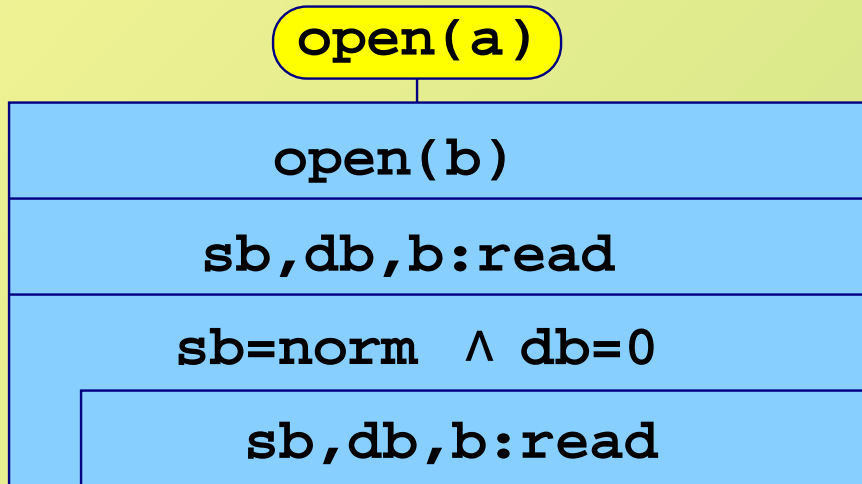 open(a)
open(b)
sb,db,b:read
sb=norm ∧ db=0
sb,db,b:read